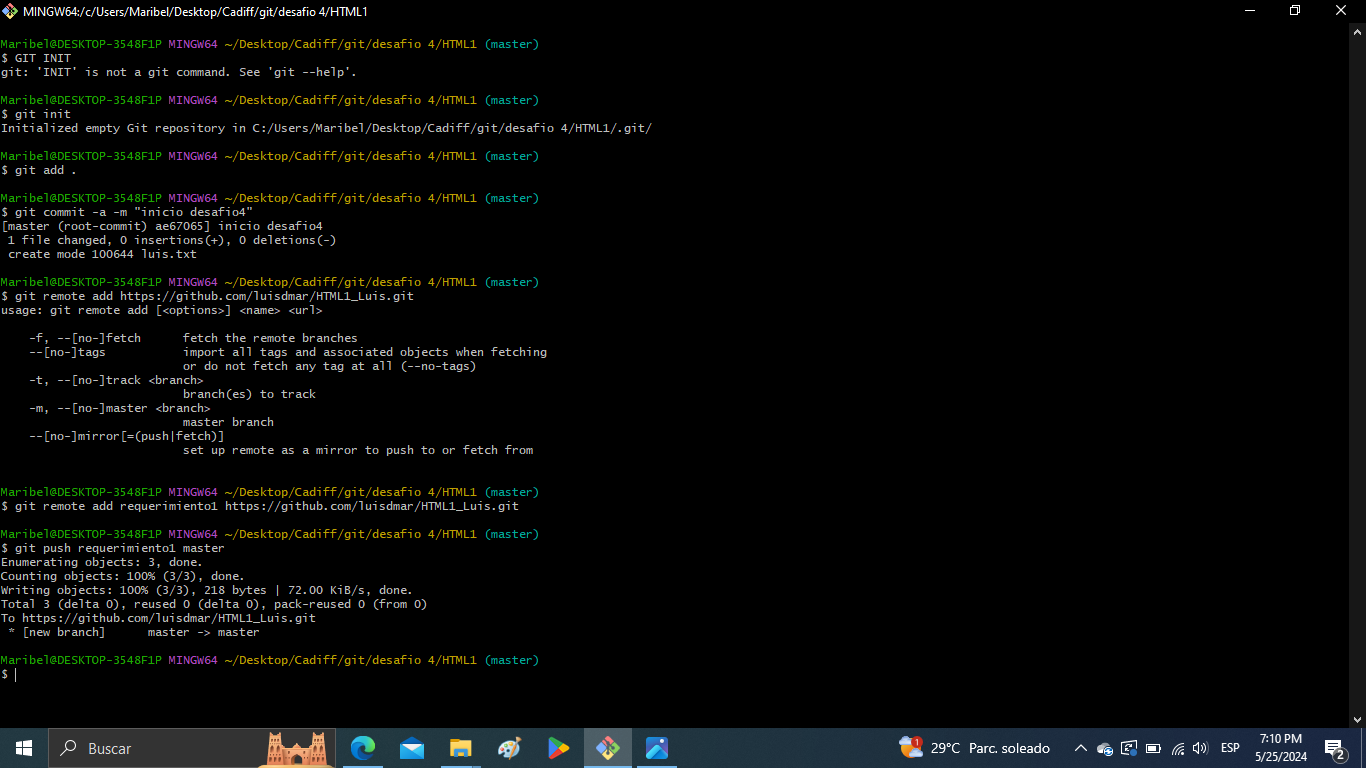 MINGW64:/c/Users/Maribel/Desktop/Cadiff/git/desafio 4/HTML1
Maribel@DESKTOP-3548F1P MINGW64 ~/Desktop/Cadiff/git/desafio 4/HTML1 (master)
$ GIT INIT
git: 'INIT' is not a git command. See 'git --help'.
Maribel@DESKTOP-3548F1P MINGW64 ~/Desktop/Cadiff/git/desafio 4/HTML1 (master)
$ git init
Initialized empty Git repository in C:/Users/Maribel/Desktop/Cadiff/git/desafio 4/HTML1/.git/
Maribel@DESKTOP-3548F1P MINGW64 ~/Desktop/Cadiff/git/desafio 4/HTML1 (master)
$ git add .
Maribel@DESKTOP-3548F1P MINGW64 ~/Desktop/Cadiff/git/desafio 4/HTML1 (master)
$ git commit -a -m "inicio desafio4"
[master (root-commit) ae67065] inicio desafio4
 1 file changed, 0 insertions(+), 0 deletions(-)
 create mode 100644 luis.txt
Maribel@DESKTOP-3548F1P MINGW64 ~/Desktop/Cadiff/git/desafio 4/HTML1 (master)
$ git remote add https://github.com/luisdmar/HTML1_Luis.git
usage: git remote add [<options>] <name> <url>
    -f, --[no-]fetch      fetch the remote branches
    --[no-]tags           import all tags and associated objects when fetching
                          or do not fetch any tag at all (--no-tags)
    -t, --[no-]track <branch>
                          branch(es) to track
    -m, --[no-]master <branch>
                          master branch
    --[no-]mirror[=(push|fetch)]
                          set up remote as a mirror to push to or fetch from
Maribel@DESKTOP-3548F1P MINGW64 ~/Desktop/Cadiff/git/desafio 4/HTML1 (master)
$ git remote add requerimiento1 https://github.com/luisdmar/HTML1_Luis.git
Maribel@DESKTOP-3548F1P MINGW64 ~/Desktop/Cadiff/git/desafio 4/HTML1 (master)
$ git push requerimiento1 master
Enumerating objects: 3, done.
Counting objects: 100% (3/3), done.
Writing objects: 100% (3/3), 218 bytes | 72.00 KiB/s, done.
Total 3 (delta 0), reused 0 (delta 0), pack-reused 0 (from 0)
To https://github.com/luisdmar/HTML1_Luis.git
 * [new branch]      master -> master
Maribel@DESKTOP-3548F1P MINGW64 ~/Desktop/Cadiff/git/desafio 4/HTML1 (master)
$
Buscar
1
29°C Parc. soleado
ESP
7:10 PM
5/25/2024
2